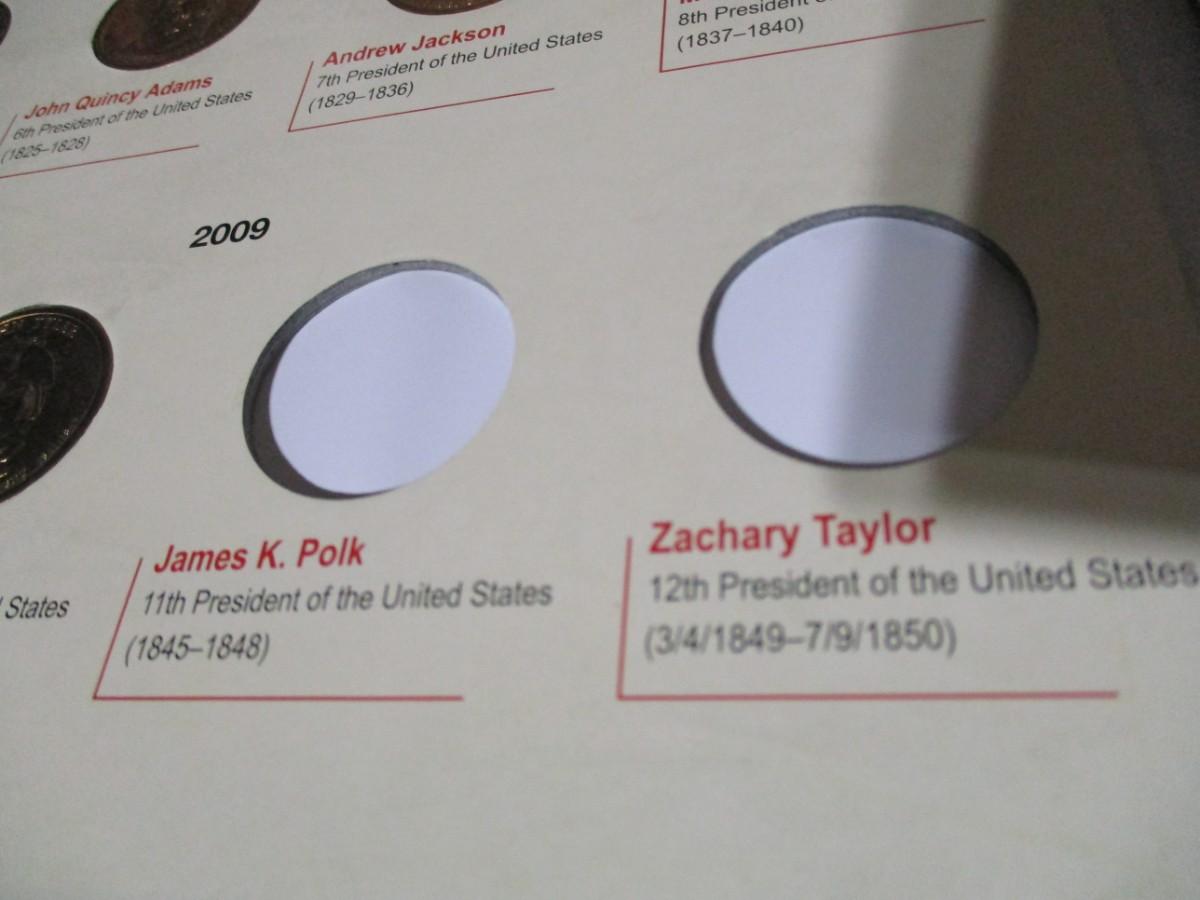 John Quincy Adams
6th President of the United States
(1825–1828)
Andrew Jackson
7th President of the United States
(1829–1836)
8th President
(1837–1840)
2009
States
James K. Polk
11th President of the United States
(1845–1848)
Zachary Taylor
12th President of the United States
(3/4/1849–7/9/1850)